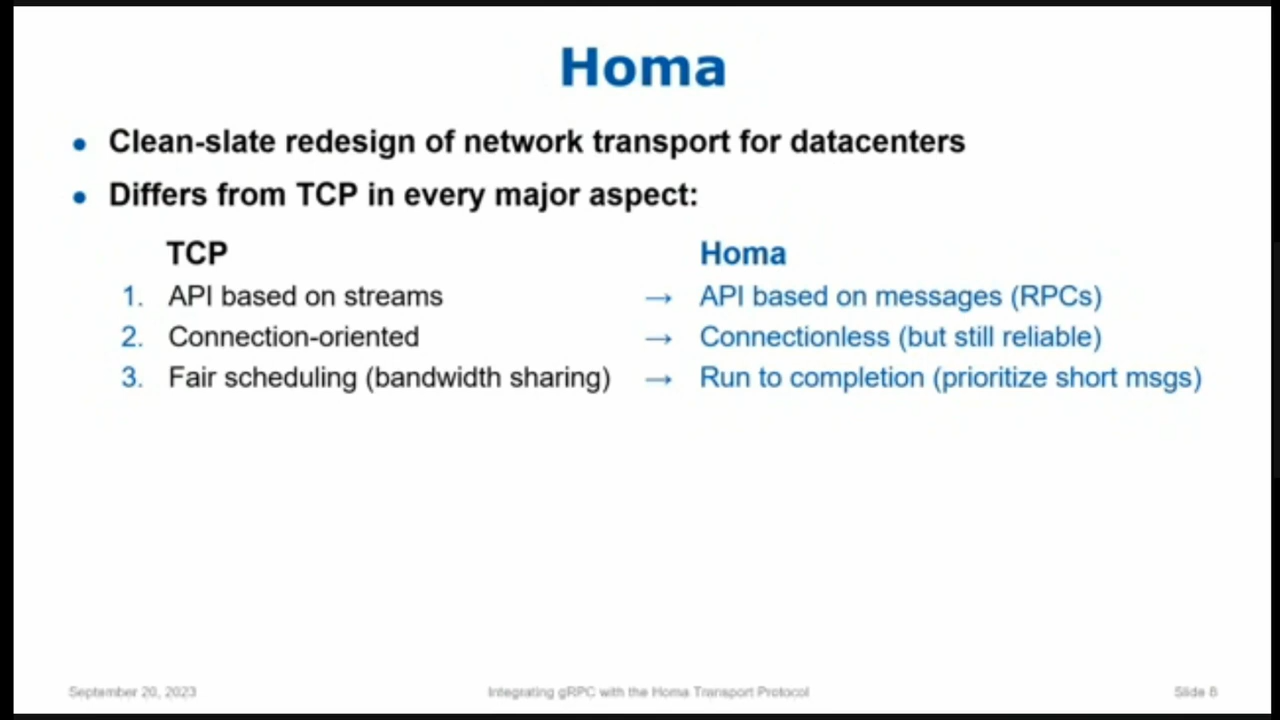 Homa
• Clean-slate redesign of network transport for datacenters
• Differs from TCP in every major aspect:
TCP Homa
1. API based on streams → API based on messages (RPCs)
2. Connection-oriented → Connectionless (but still reliable)
3. Fair scheduling (bandwidth sharing) → Run to completion (prioritize short msgs)
September 20, 2023 Integrating gRPC with the Homa Transport Protocol Slide